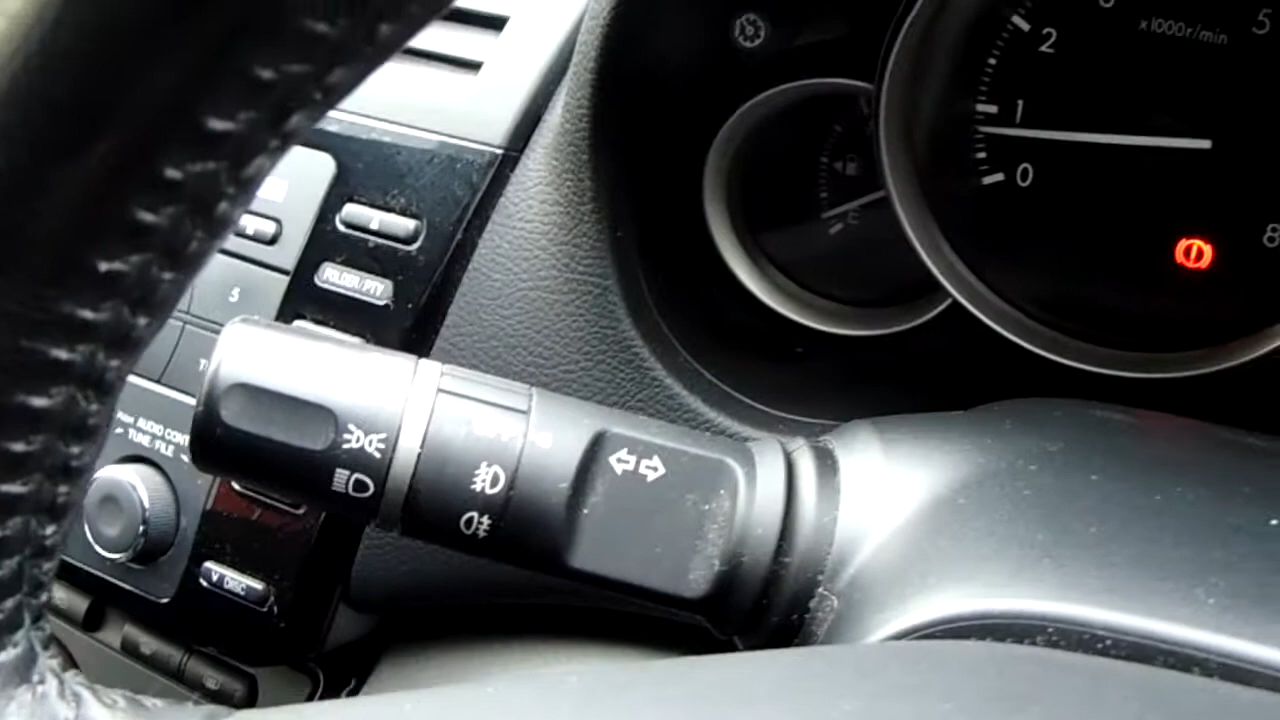 x1000r/min
5
2
1
0
8
FOLDER/PTY
5
AUDIO CONT
TUNE/FILE
DISC